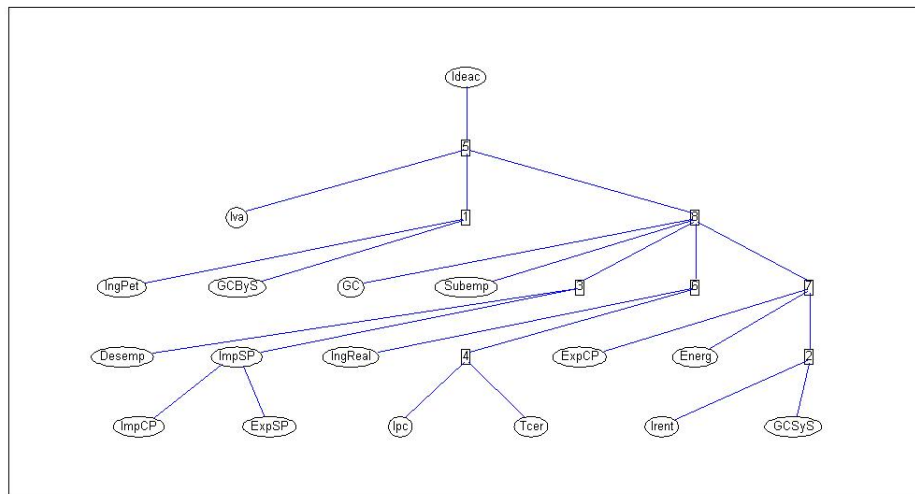 Ideac
5
Iva 1 8
IngPet GCByS GC Subemp 3 6 7
Desemp ImpSP IngReal 4 ExpCP Energ 2
ImpCP ExpSP Ipc Tcer Irent GCSyS